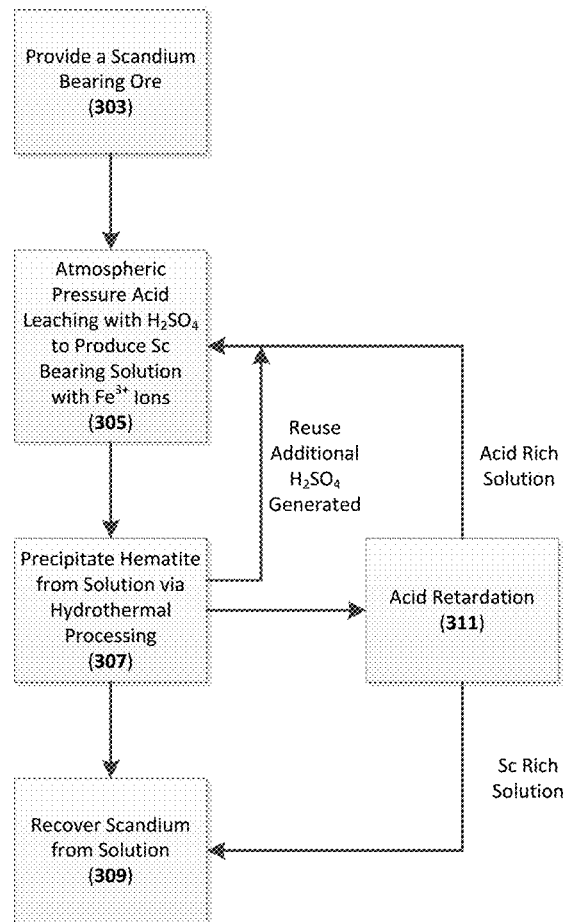 Provide a Scandium
Bearing Ore
(303)
Atmospheric
Pressure Acid
Leaching with H₂SO₄
to Produce Sc
Bearing Solution
with Fe³⁺ Ions
(305)
Reuse
Additional
H₂SO₄
Generated
Acid Rich
Solution
Precipitate Hematite
from Solution via
Hydrothermal
Processing
(307)
Acid Retardation
(311)
Sc Rich
Solution
Recover Scandium
from Solution
(309)